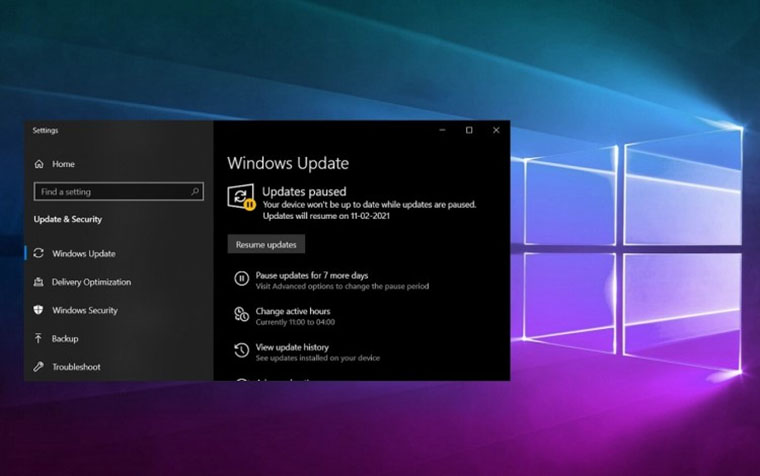 Settings
Home
Find a setting
Update & Security
Windows Update
Delivery Optimization
Windows Security
Backup
Troubleshoot
Windows Update
Updates paused
Your device won't be up to date while updates are paused.
Updates will resume on 11-02-2021
Resume updates
Pause updates for 7 more days
Visit Advanced options to change the pause period
Change active hours
Currently 11:00 to 04:00
View update history
See updates installed on your device